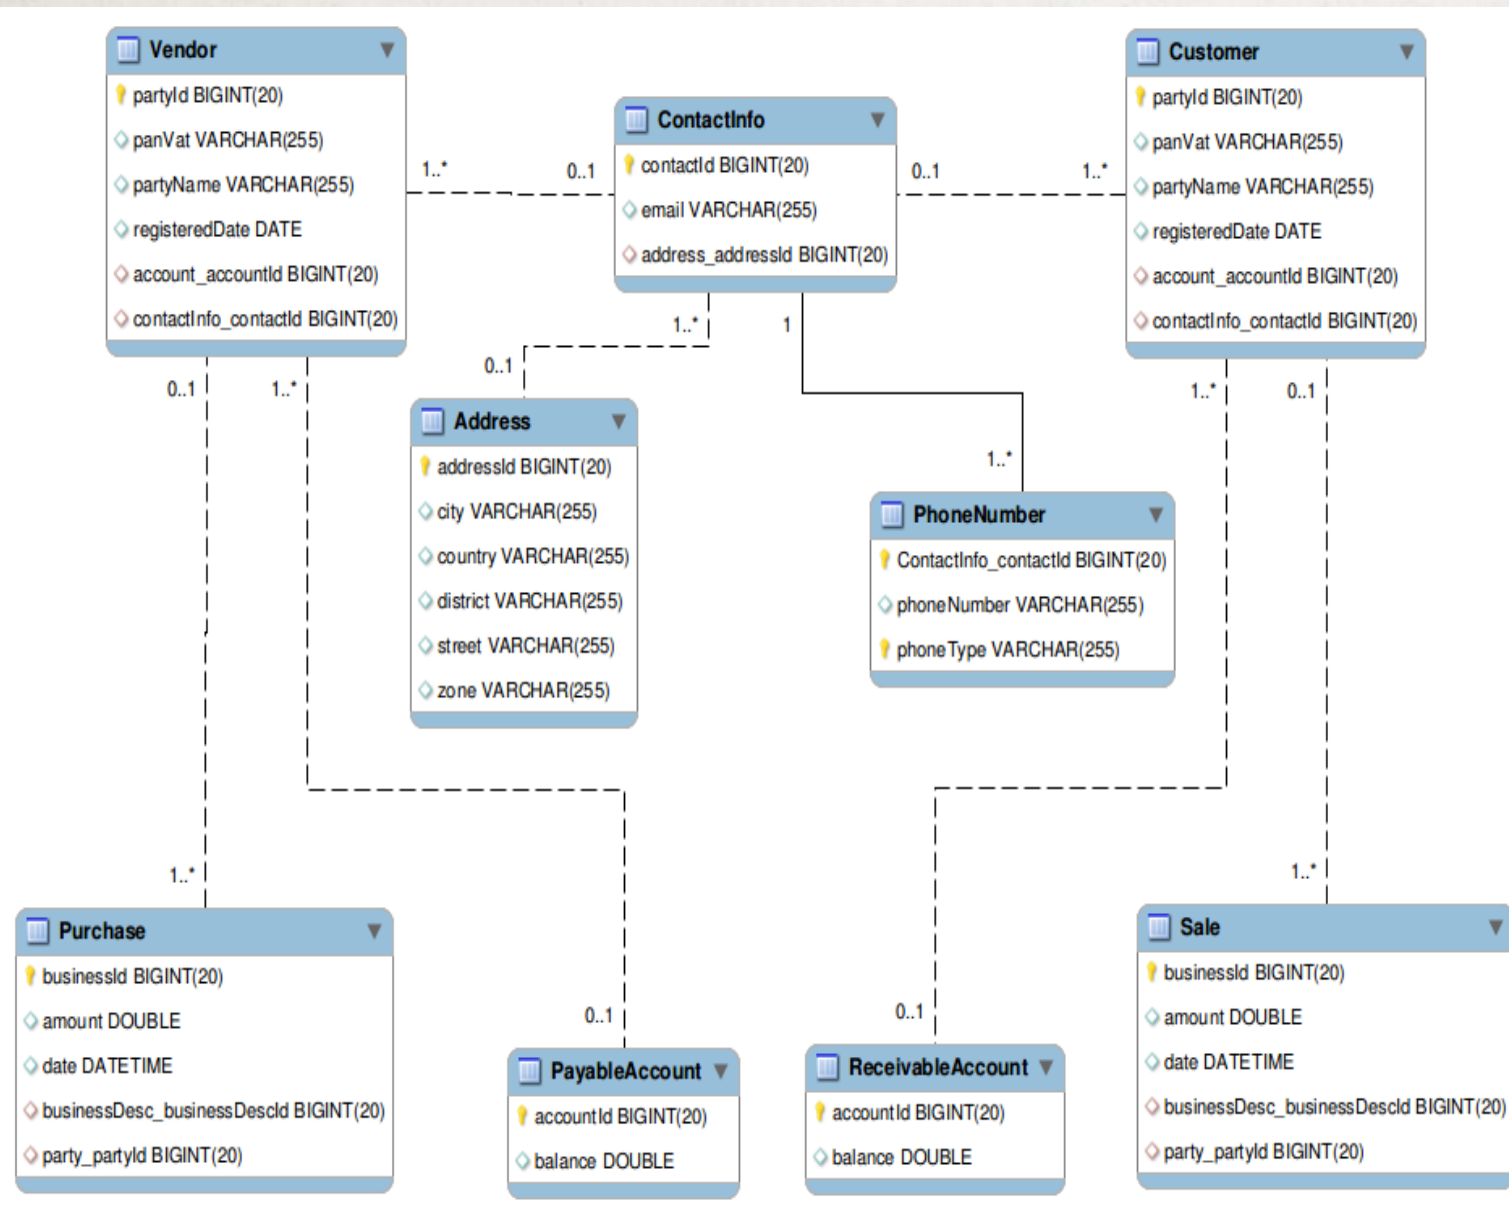 Vendor
partyId BIGINT(20)
panVat VARCHAR(255)
partyName VARCHAR(255)
registeredDate DATE
account_accountId BIGINT(20)
contactInfo_contactId BIGINT(20)
1..*
0..1
ContactInfo
contactId BIGINT(20)
email VARCHAR(255)
address_addressId BIGINT(20)
0..1
1..*
Customer
partyId BIGINT(20)
panVat VARCHAR(255)
partyName VARCHAR(255)
registeredDate DATE
account_accountId BIGINT(20)
contactInfo_contactId BIGINT(20)
0..1
1..*
1..*
0..1
1
1..*
1..*
0..1
Address
addressId BIGINT(20)
city VARCHAR(255)
country VARCHAR(255)
district VARCHAR(255)
street VARCHAR(255)
zone VARCHAR(255)
PhoneNumber
ContactInfo_contactId BIGINT(20)
phoneNumber VARCHAR(255)
phoneType VARCHAR(255)
1..*
0..1
0..1
1..*
Purchase
businessId BIGINT(20)
amount DOUBLE
date DATETIME
businessDesc_businessDescId BIGINT(20)
party_partyId BIGINT(20)
PayableAccount
accountId BIGINT(20)
balance DOUBLE
ReceivableAccount
accountId BIGINT(20)
balance DOUBLE
Sale
businessId BIGINT(20)
amount DOUBLE
date DATETIME
businessDesc_businessDescId BIGINT(20)
party_partyId BIGINT(20)